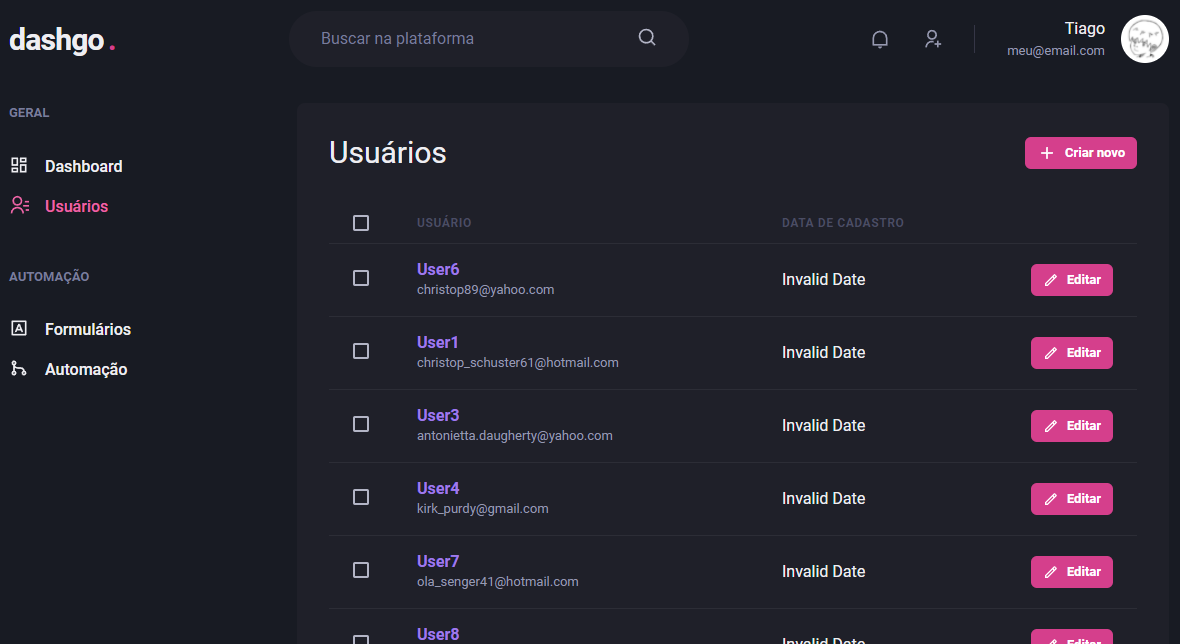 dashgo.
Buscar na plataforma
Tiago
meu@email.com
GERAL
Dashboard
Usuários
AUTOMAÇÃO
Formulários
Automação
Usuários
Criar novo
USUÁRIO DATA DE CADASTRO
User6
christop89@yahoo.com
Invalid Date
Editar
User1
christop_schuster61@hotmail.com
Invalid Date
Editar
User3
antonietta.daugherty@yahoo.com
Invalid Date
Editar
User4
kirk_purdy@gmail.com
Invalid Date
Editar
User7
ola_senger41@hotmail.com
Invalid Date
Editar
User8
Invalid Date
Editar